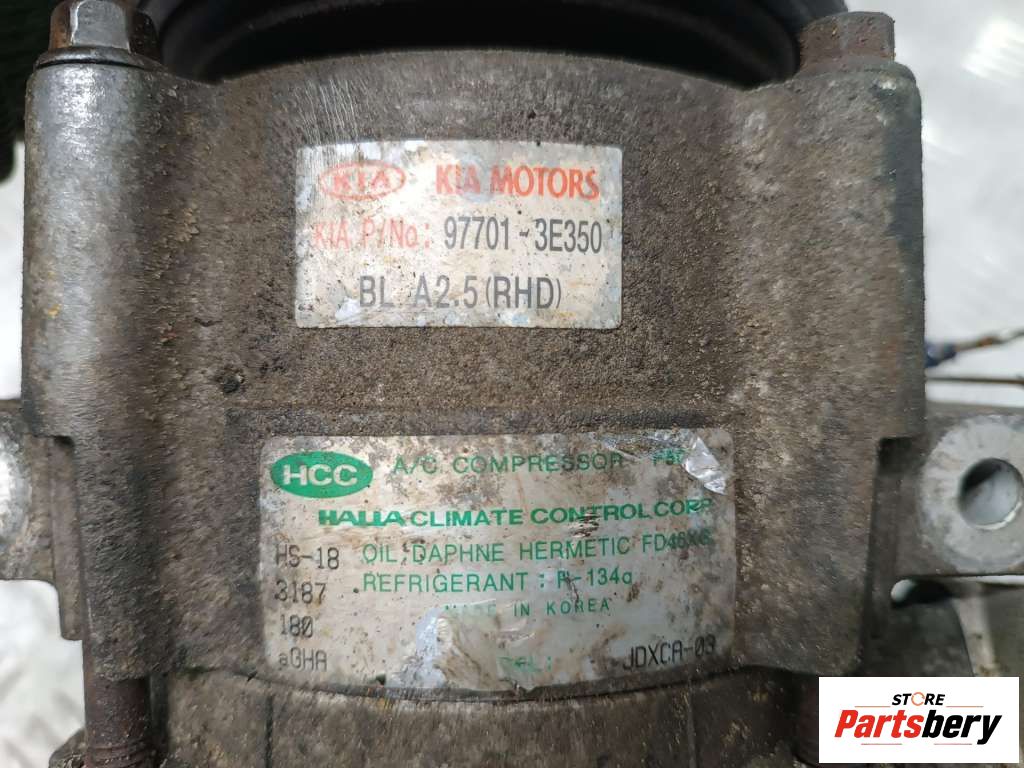 KIA KIA MOTORS
KIA P/No: 97701-3E350
BL A2.5(RHD)
HCC A/C COMPRESSOR
HALLA CLIMATE CONTROL CORP
HS-18 OIL:DAPHNE HERMETIC
3187 REFRIGERANT : R-134a
180 MADE IN KOREA
JDXCA-03
STORE
Partsbery